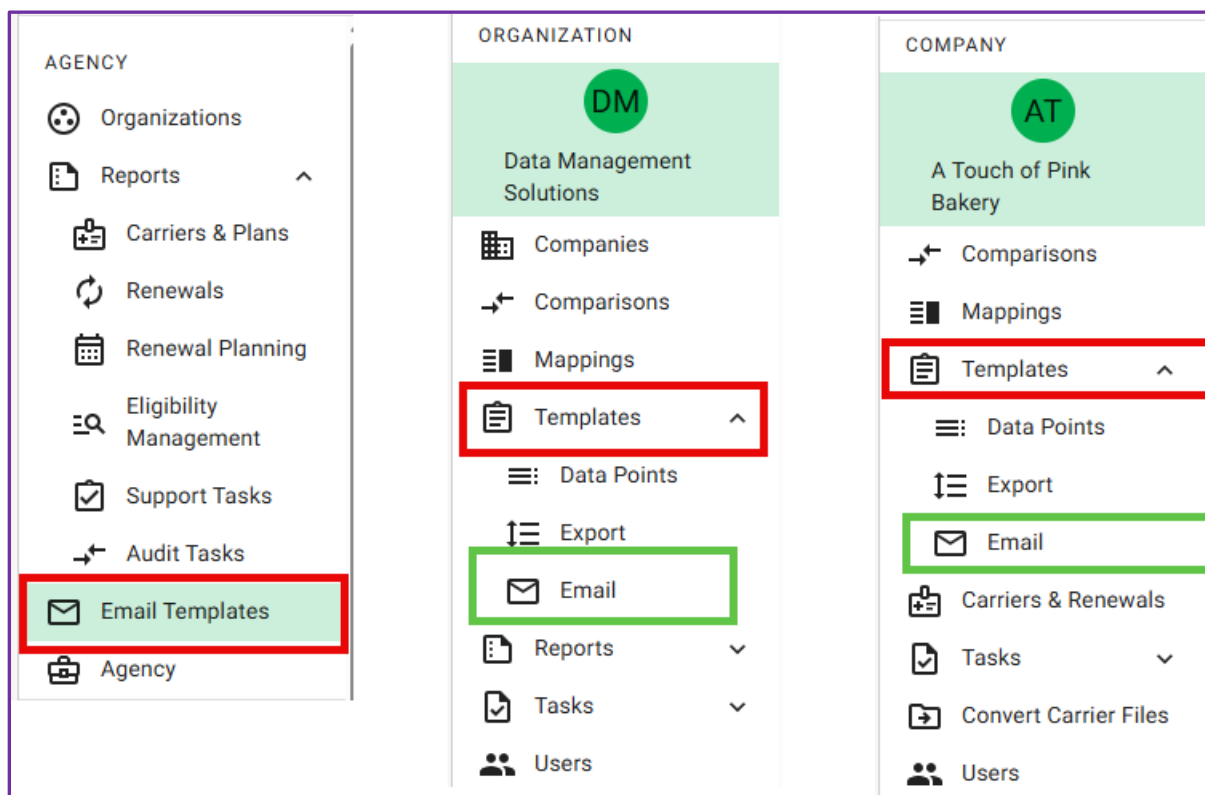 AGENCY
Organizations
Reports
Carriers & Plans
Renewals
Renewal Planning
Eligibility
Management
Support Tasks
Audit Tasks
Email Templates
Agency
ORGANIZATION
DM
Data Management
Solutions
Companies
Comparisons
Mappings
Templates
Data Points
Export
Email
Reports
Tasks
Users
COMPANY
AT
A Touch of Pink
Bakery
Comparisons
Mappings
Templates
Data Points
Export
Email
Carriers & Renewals
Tasks
Convert Carrier Files
Users